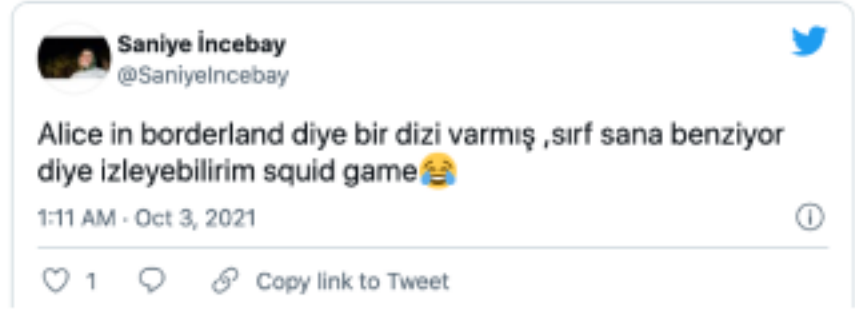 Saniye İncebay
@SaniyeIncebay
Alice in borderland diye bir dizi varmış ,sırf sana benziyor
diye izleyebilirim squid game😂
1:11 AM · Oct 3, 2021
1
Copy link to Tweet